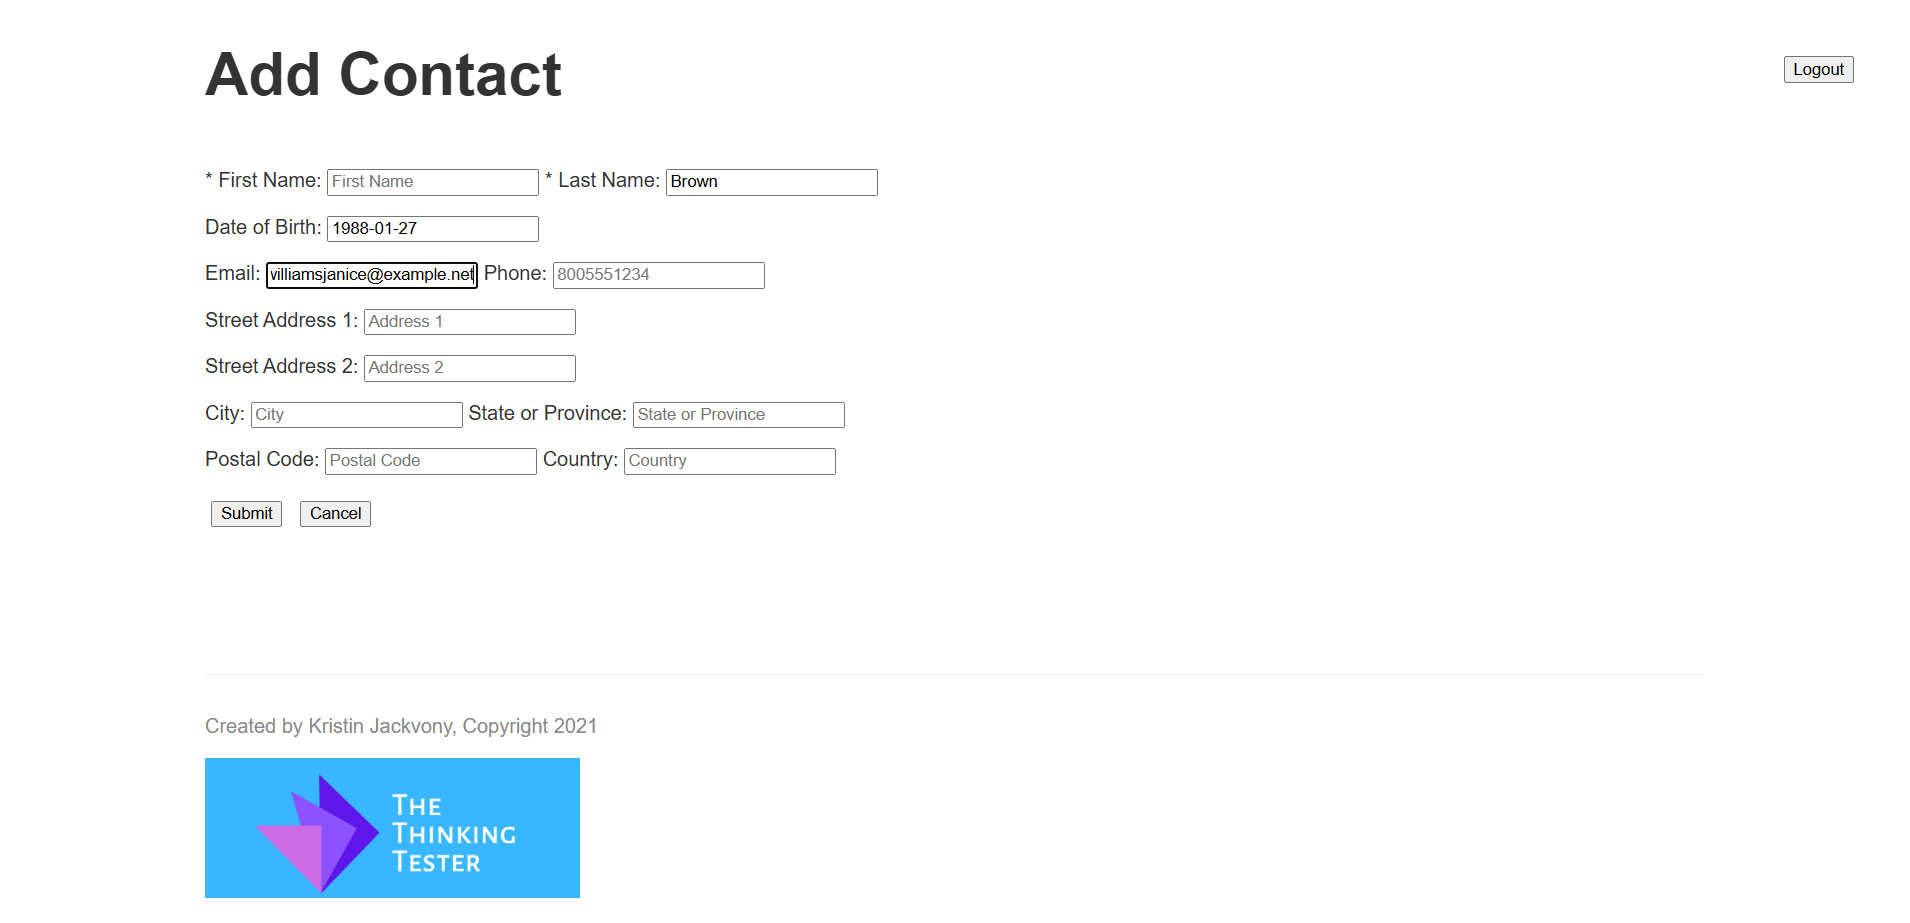 Add Contact
Logout
* First Name: First Name * Last Name: Brown
Date of Birth: 1988-01-27
Email: williamsjanice@example.net Phone: 8005551234
Street Address 1: Address 1
Street Address 2: Address 2
City: City State or Province: State or Province
Postal Code: Postal Code Country: Country
Submit Cancel
Created by Kristin Jackvony, Copyright 2021
THE
THINKING
TESTER